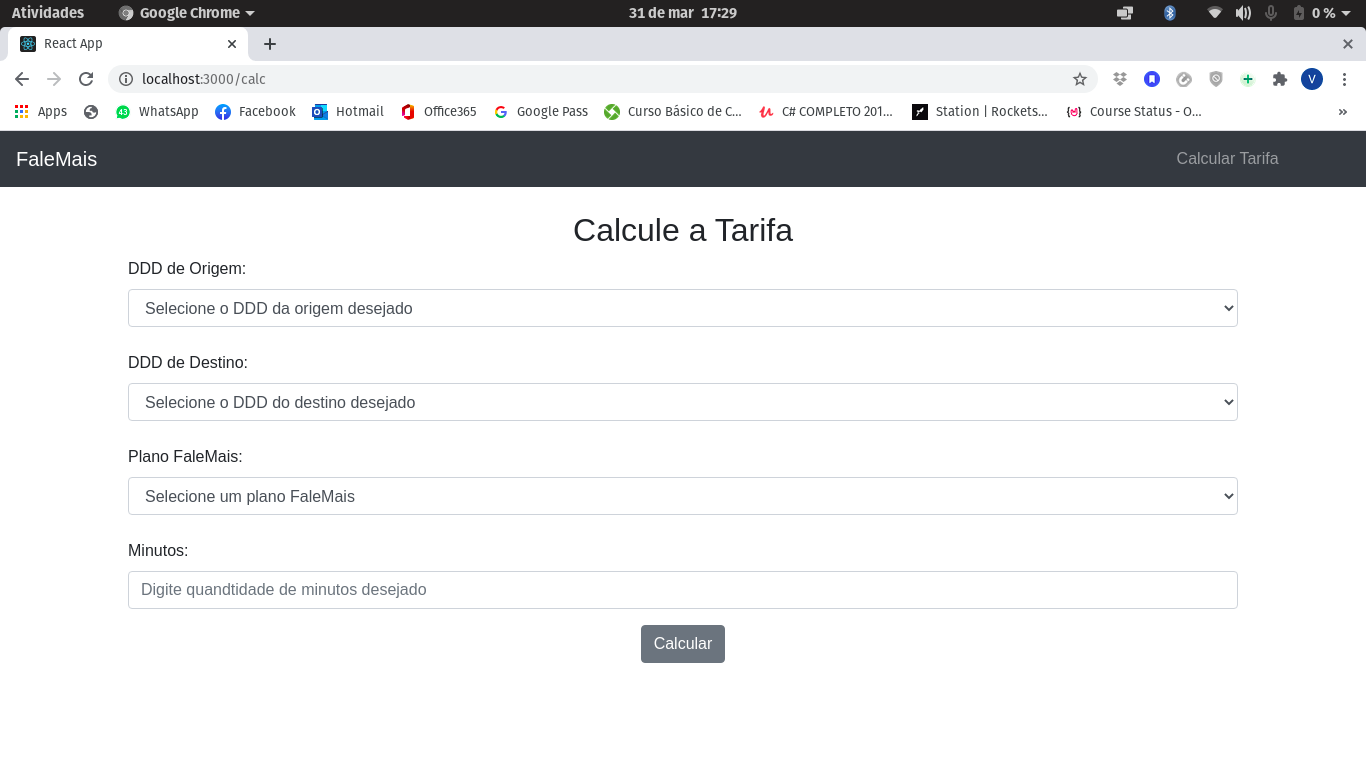 Atividades Google Chrome 31 de mar 17:29 0 %
React App
localhost:3000/calc V
Apps 43 WhatsApp Facebook Hotmail Office365 Google Pass Curso Básico de C... C# COMPLETO 201... Station | Rockets... Course Status - O... »
FaleMais Calcular Tarifa
Calcule a Tarifa
DDD de Origem:
Selecione o DDD da origem desejado
DDD de Destino:
Selecione o DDD do destino desejado
Plano FaleMais:
Selecione um plano FaleMais
Minutos:
Digite quandtidade de minutos desejado
Calcular